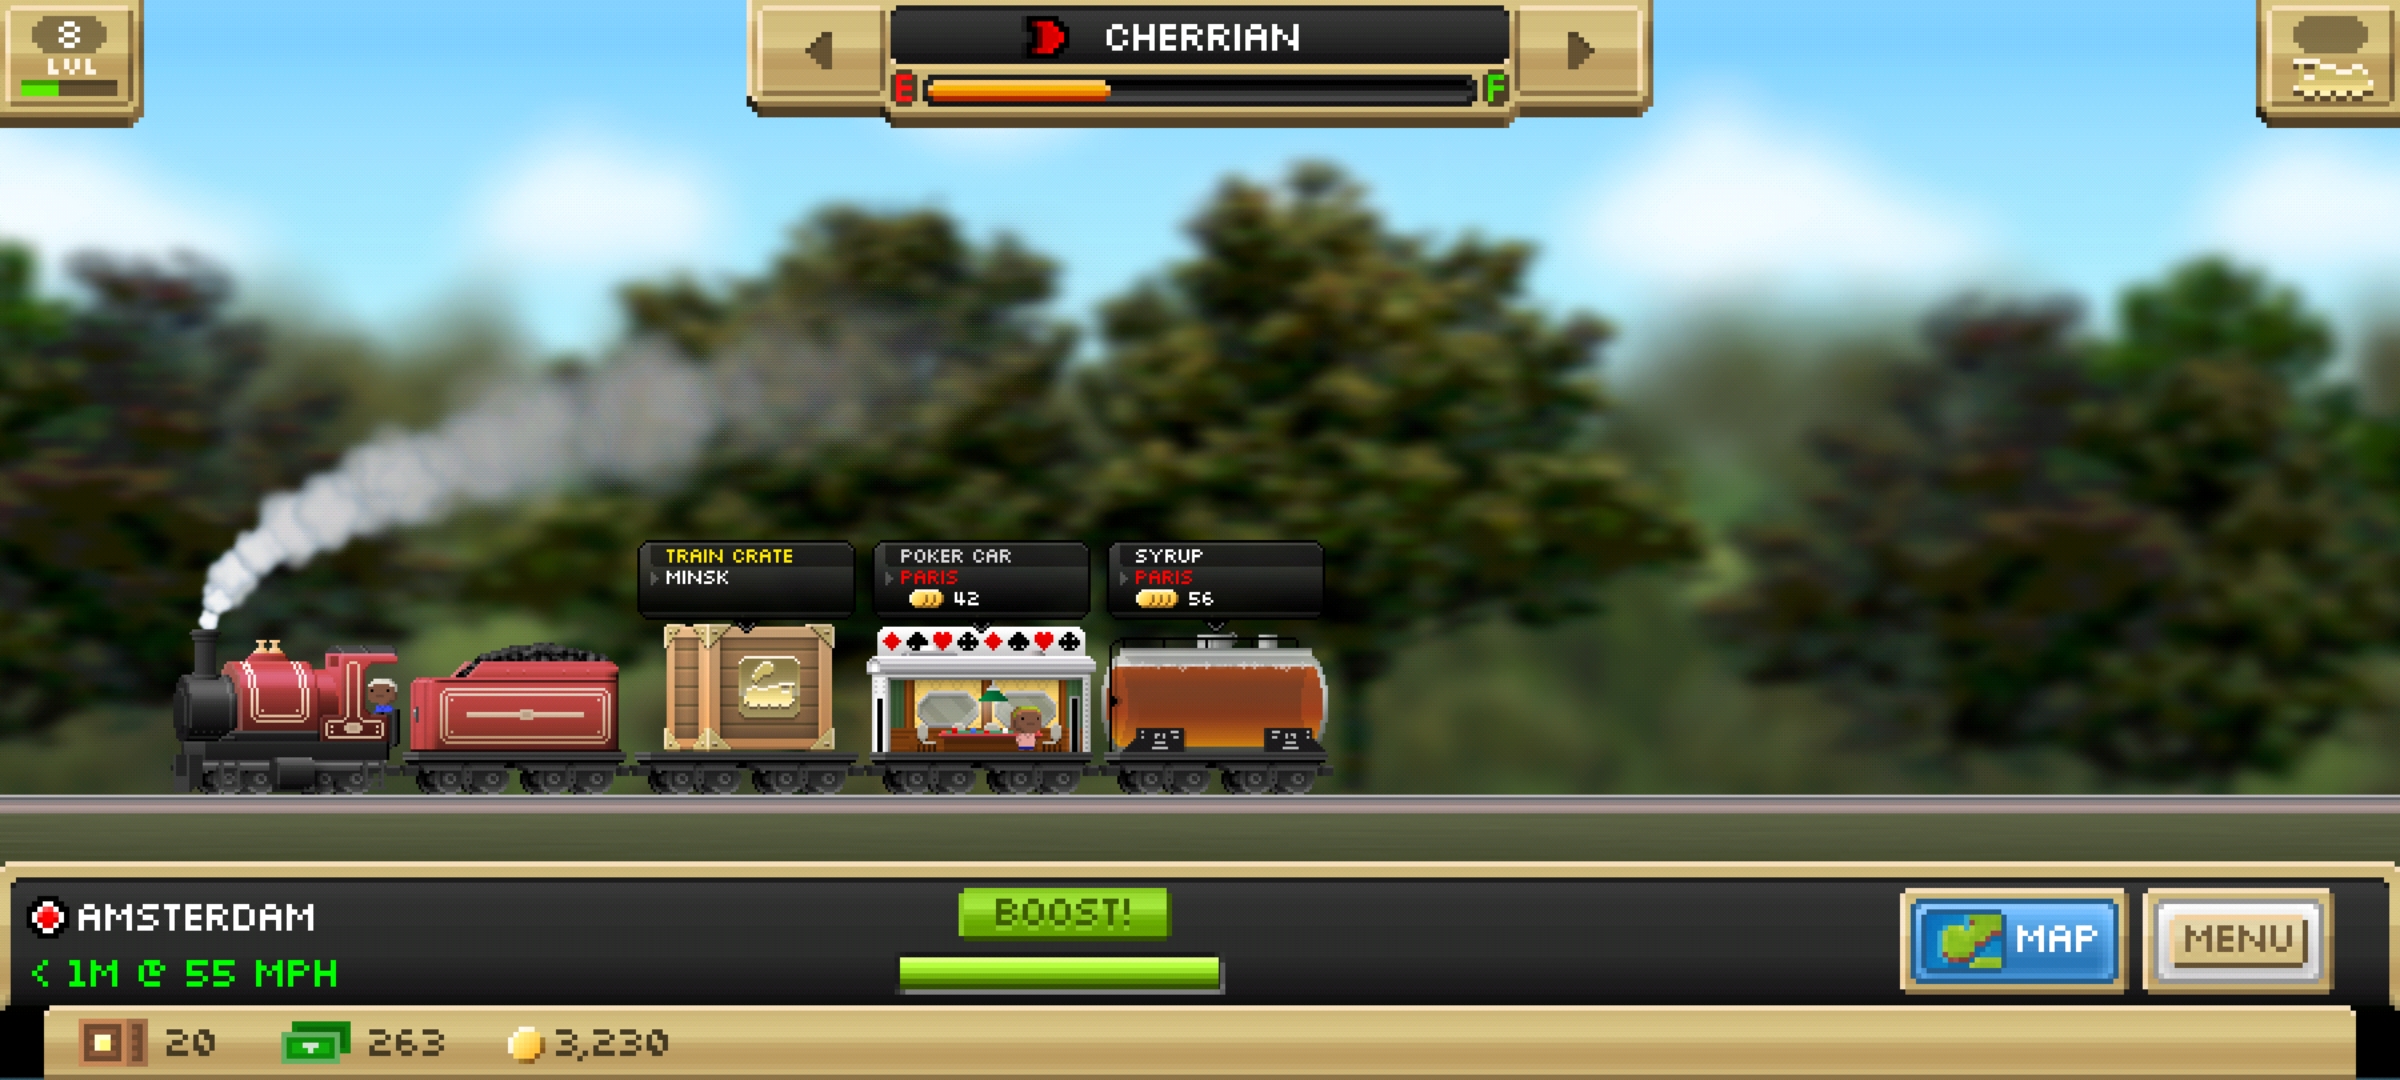 8
LVL
CHERRIAN
E F
TRAIN CRATE
MINSK
POKER CAR
PARIS
42
SYRUP
PARIS
56
AMSTERDAM
< 1M @ 55 MPH
BOOST!
MAP
MENU
20
263
3,230